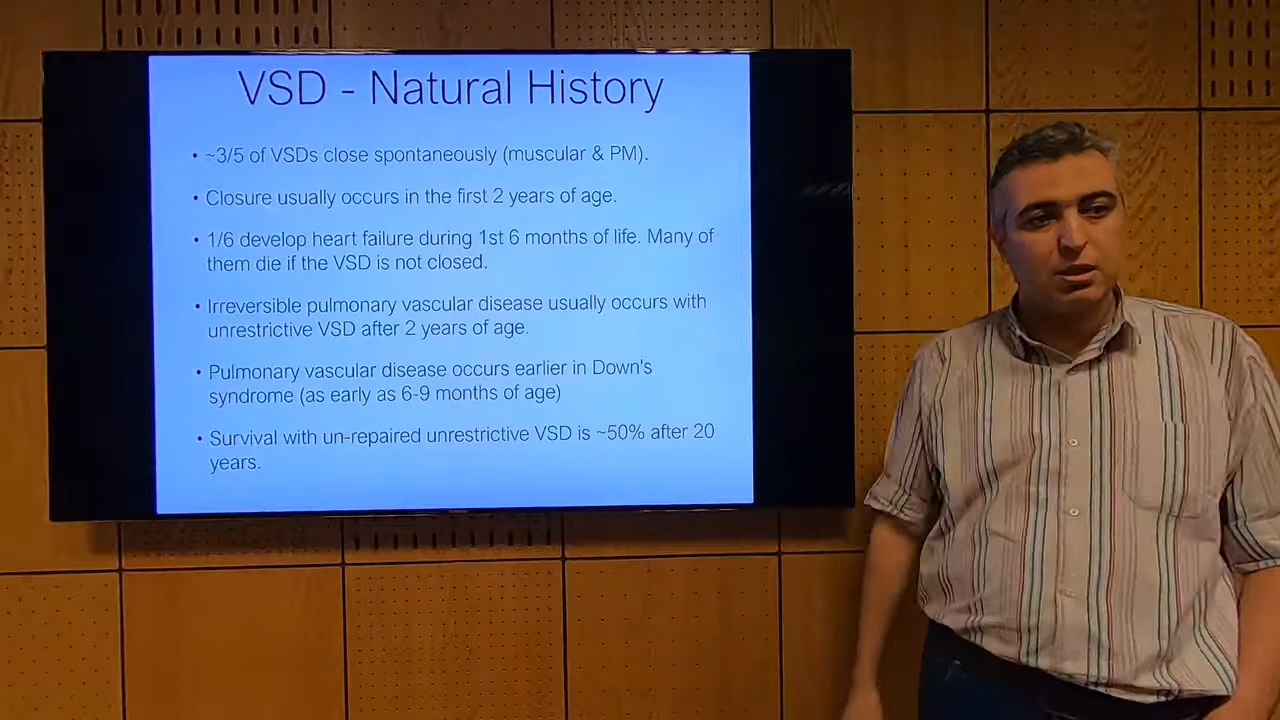 VSD - Natural History
• ~3/5 of VSDs close spontaneously (muscular & PM).
• Closure usually occurs in the first 2 years of age.
• 1/6 develop heart failure during 1st 6 months of life. Many of
them die if the VSD is not closed.
• Irreversible pulmonary vascular disease usually occurs with
unrestrictive VSD after 2 years of age.
• Pulmonary vascular disease occurs earlier in Down's
syndrome (as early as 6-9 months of age)
• Survival with un-repaired unrestrictive VSD is ~50% after 20
years.